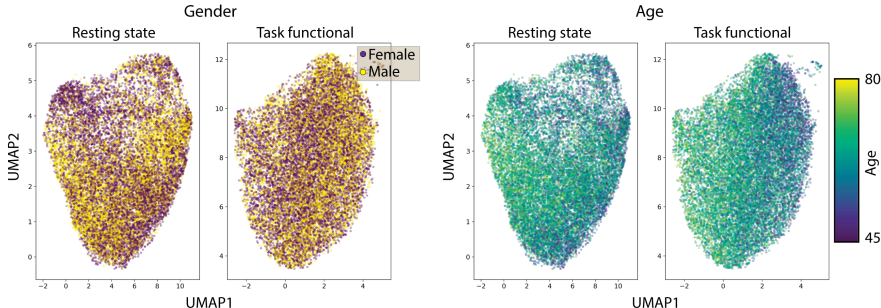 Gender
Age
Resting state
Task functional
Resting state
Task functional
Female
Male
UMAP2
6
5
4
3
2
1
0
−2 0 2 4 6 8 10
12
10
8
6
4
−2 0 2 4
UMAP1
UMAP2
6
5
4
3
2
1
0
−2 0 2 4 6 8 10
12
10
8
6
4
−2 0 2 4
UMAP1
80
Age
45